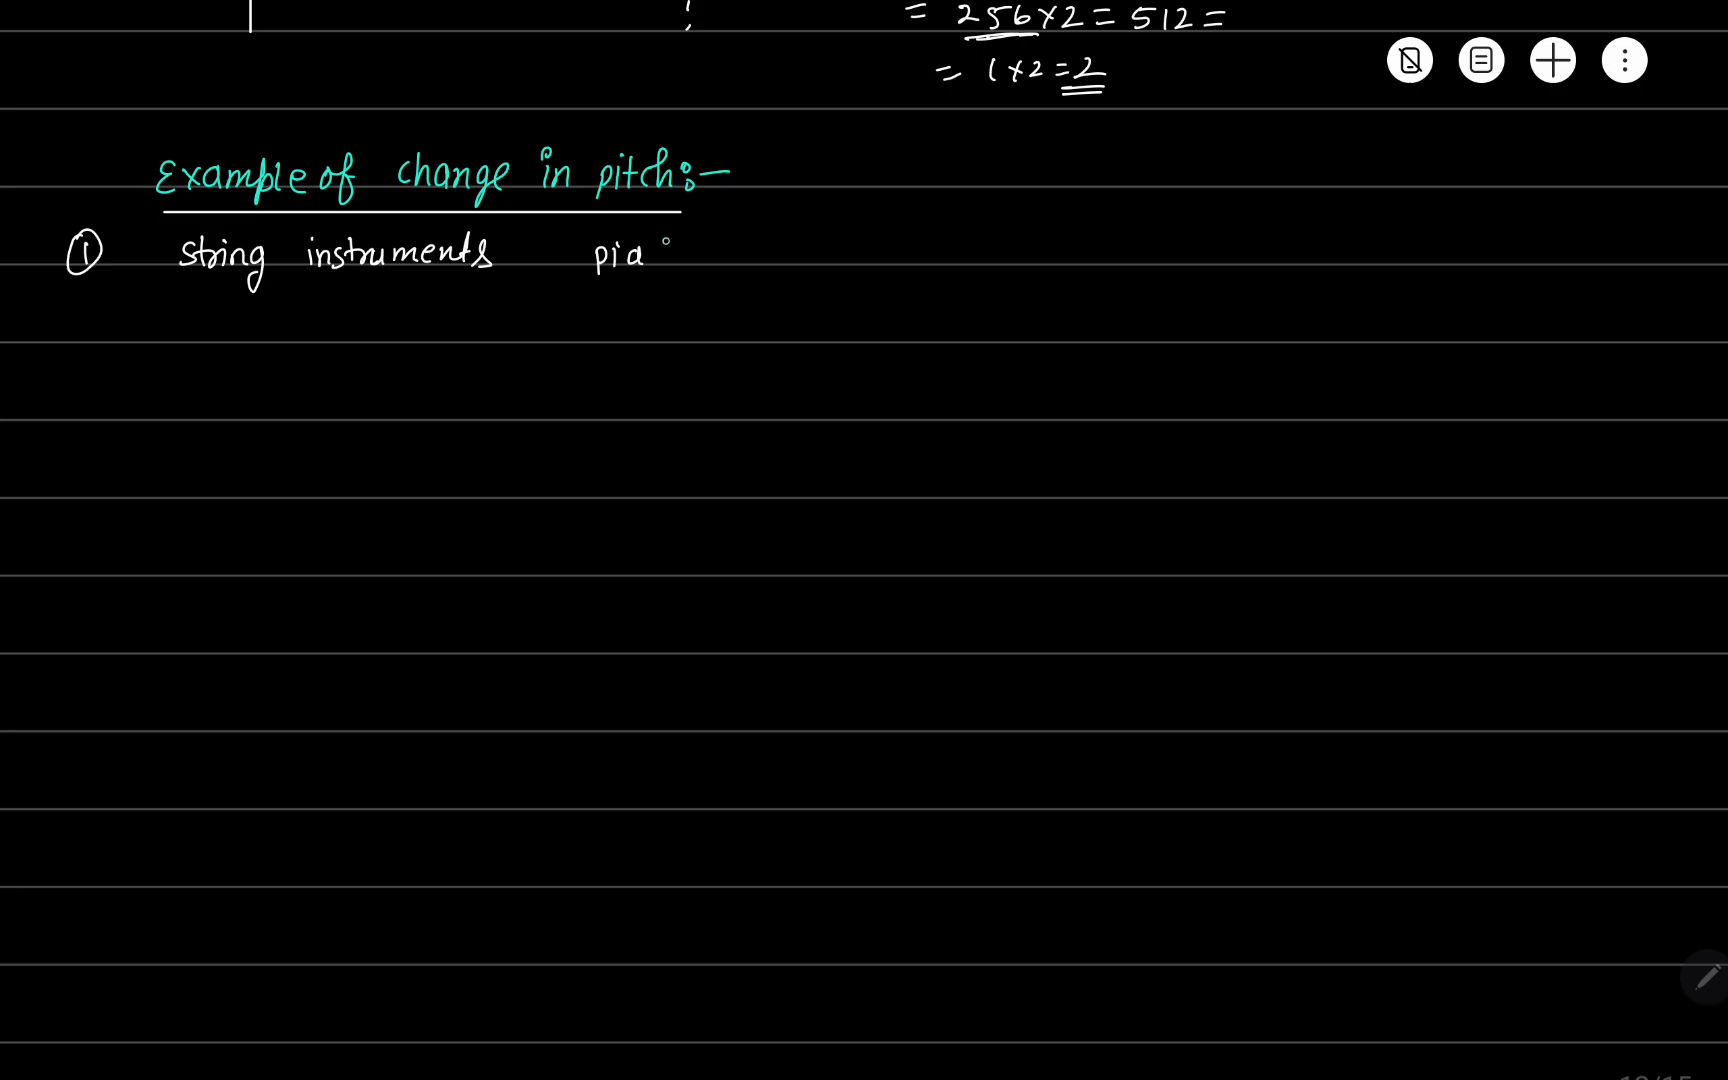 = 256×2 = 512 =
= 1×2 = 2
Example of change in pitch:-
① string instruments pia